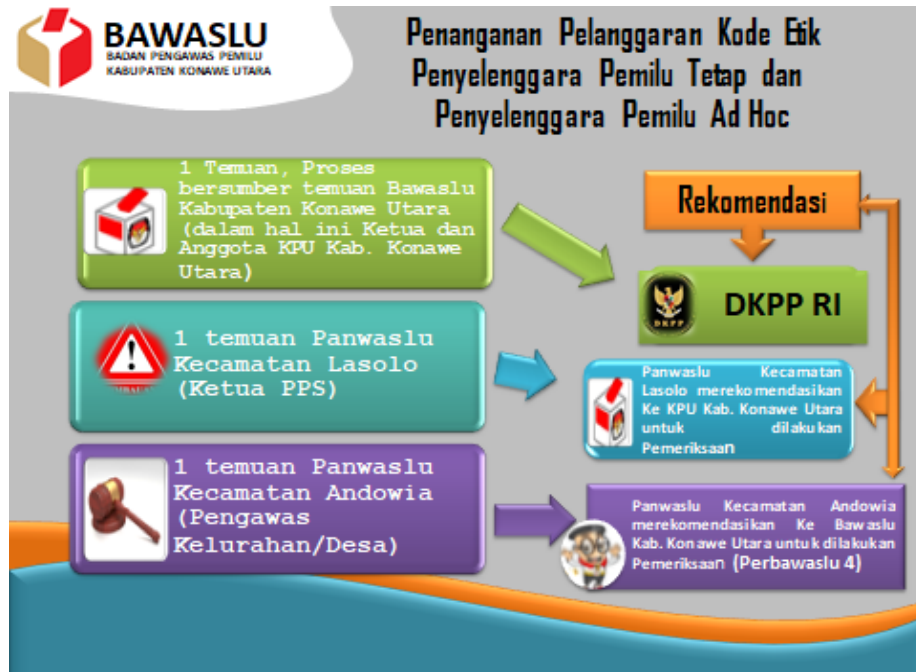 BAWASLU
BADAN PENGAWAS PEMILU
KABUPATEN KONAWE UTARA
Penanganan Pelanggaran Kode Etik
Penyelenggara Pemilu Tetap dan
Penyelenggara Pemilu Ad Hoc
1 Temuan, Proses
bersumber temuan Bawaslu
Kabupaten Konawe Utara
(dalam hal ini Ketua dan
Anggota KPU Kab. Konawe
Utara)
Rekomendasi
DKPP
DKPP RI
1 temuan Panwaslu
Kecamatan Lasolo
(Ketua PPS)
Panwaslu Kecamatan
Lasolo merekomendasikan
Ke KPU Kab. Konawe Utara
untuk dilakukan
Pemeriksaan
1 temuan Panwaslu
Kecamatan Andowia
(Pengawas
Kelurahan/Desa)
Panwaslu Kecamatan Andowia
merekomendasikan Ke Bawaslu
Kab. Konawe Utara untuk dilakukan
Pemeriksaan (Perbawaslu 4)